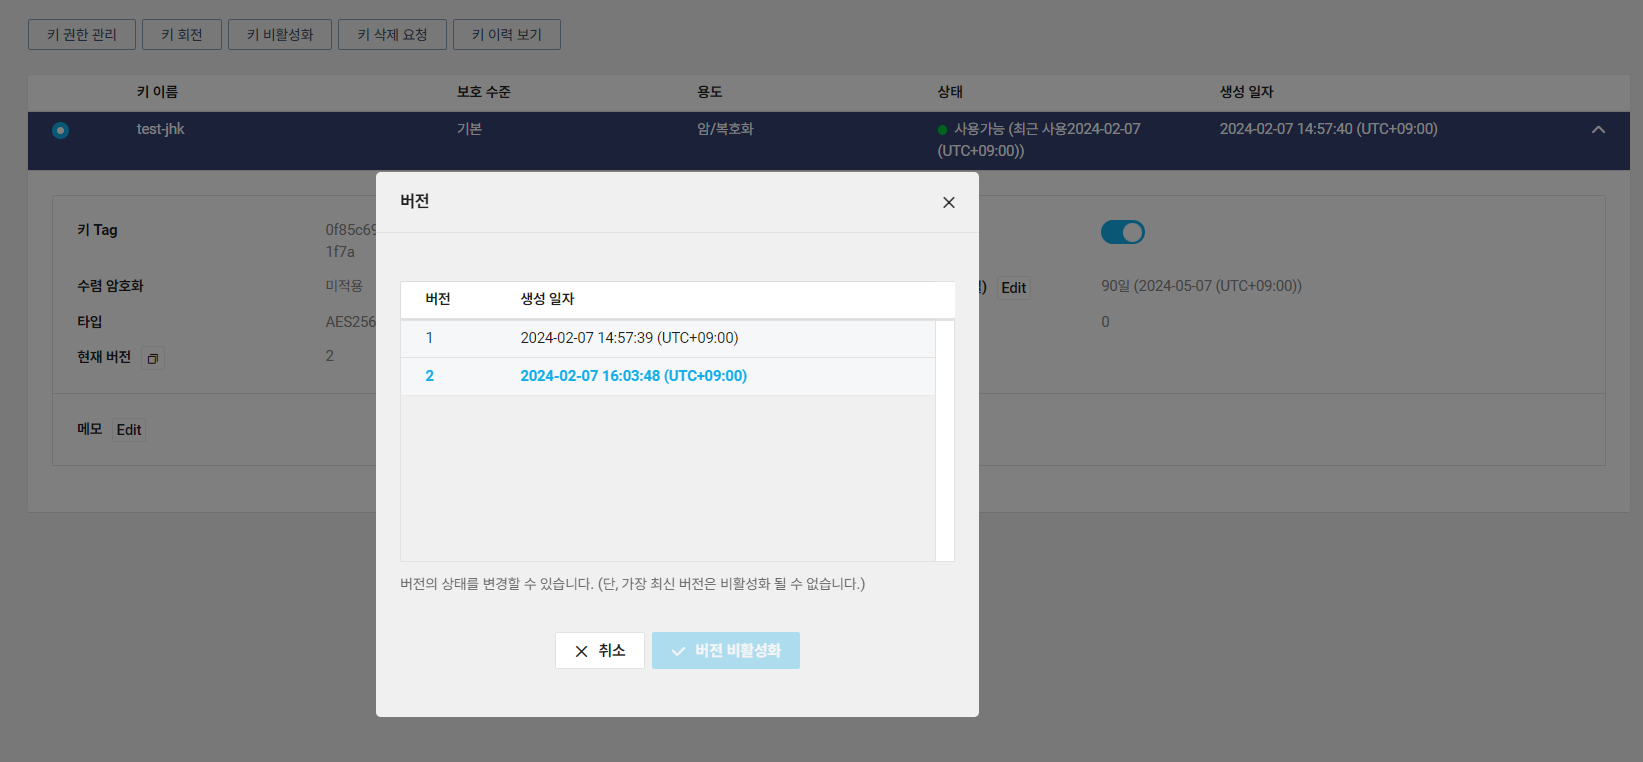 키 권한 관리
키 회전
키 비활성화
키 삭제 요청
키 이력 보기
키 이름
보호 수준
용도
상태
생성 일자
test-jhk
기본
암/복호화
사용가능 (최근 사용2024-02-07
(UTC+09:00))
2024-02-07 14:57:40 (UTC+09:00)
버전
키 Tag
0f85c69
1f7a
수렴 암호화
미적용
) Edit
90일 (2024-05-07 (UTC+09:00))
타입
AES256
0
현재 버전
2
메모 Edit
버전
생성 일자
1
2024-02-07 14:57:39 (UTC+09:00)
2
2024-02-07 16:03:48 (UTC+09:00)
버전의 상태를 변경할 수 있습니다. (단, 가장 최신 버전은 비활성화 될 수 없습니다.)
취소
버전 비활성화